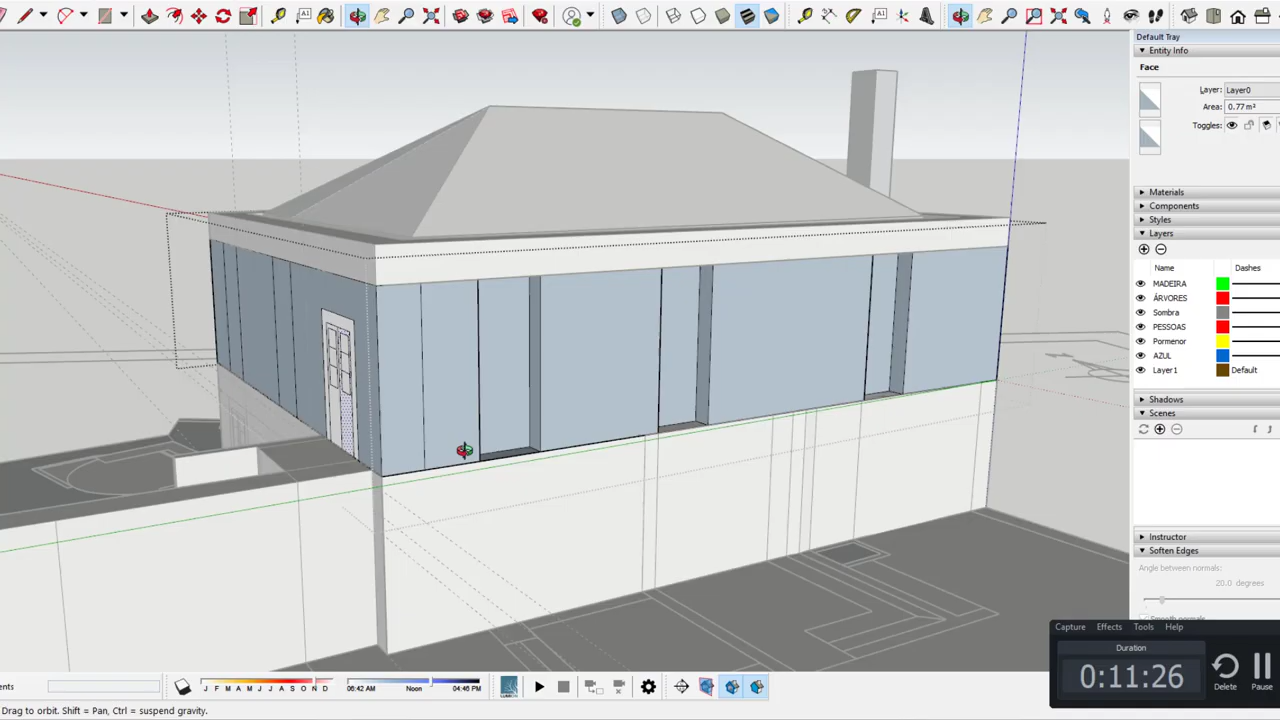 A1
A1
Default Tray
Entity Info
Face
Layer: Layer0
Area: 0.77 m²
Toggles:
Materials
Components
Styles
Layers
Name Dashes
MADEIRA
ÁRVORES
Sombra
PESSOAS
Pormenor
AZUL
Layer1 Default
Shadows
Scenes
Instructor
Soften Edges
Angle between normals:
20.0 degrees
Capture Effects Tools Help
Duration
0:11:26
Delete Pause
ents
J F M A M J J A S O N D
06:42 AM Noon 04:46 PM
Drag to orbit. Shift = Pan, Ctrl = suspend gravity.